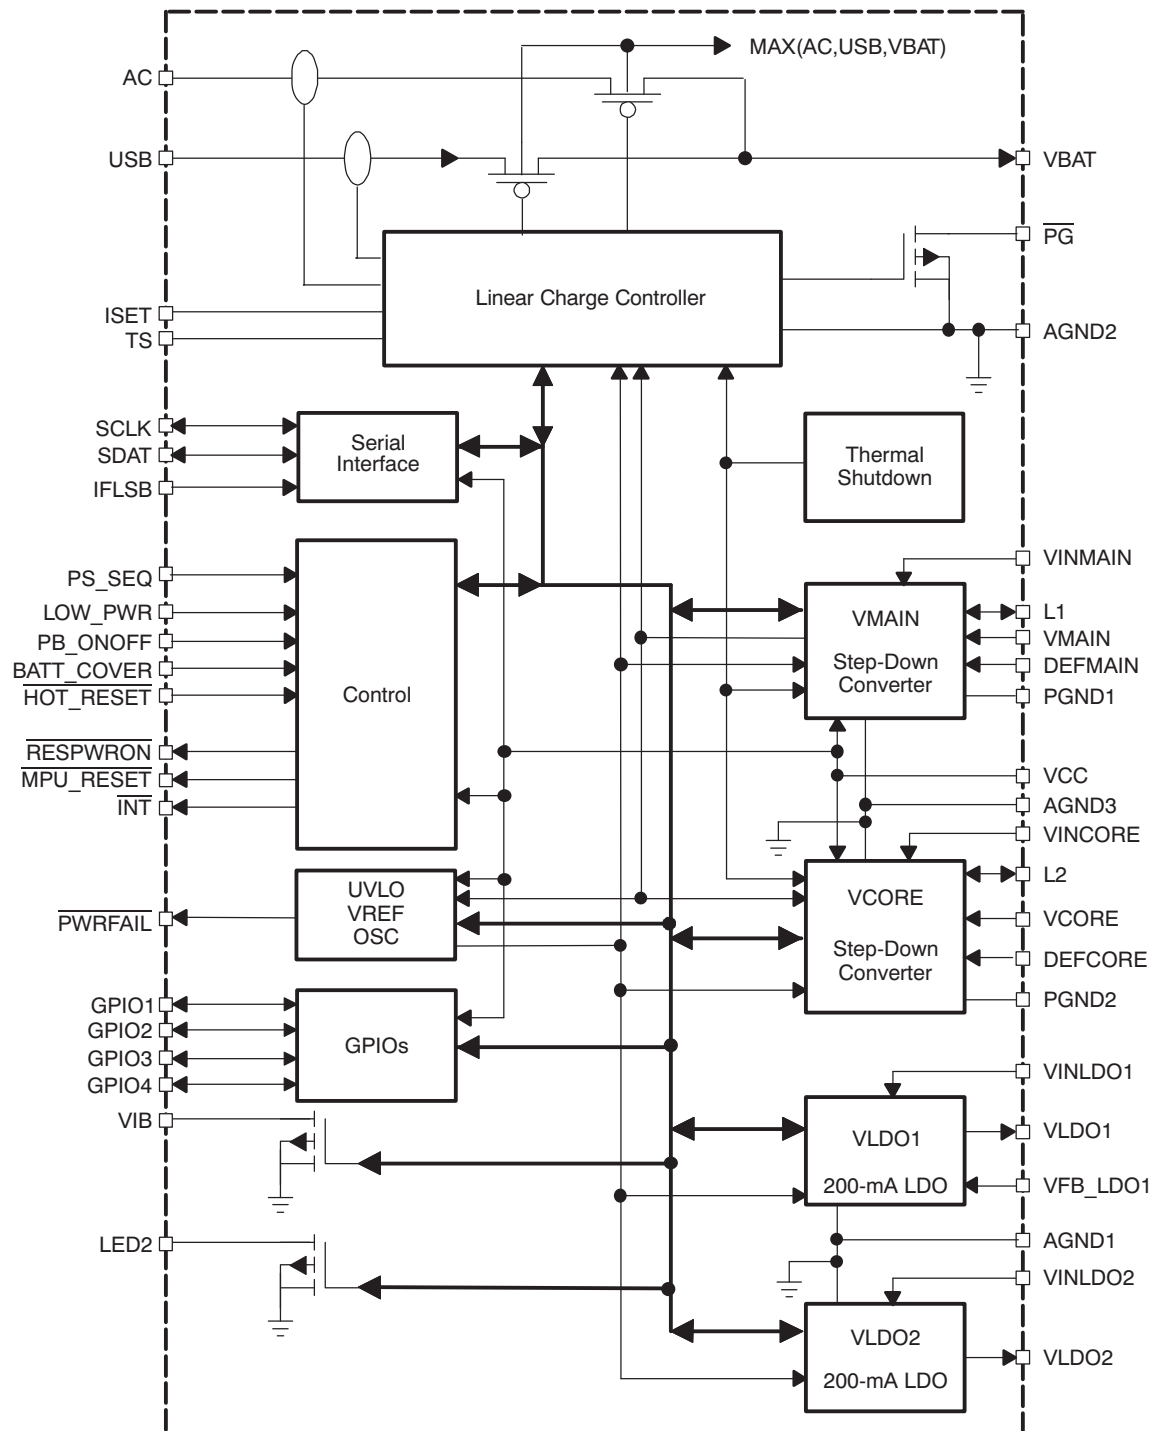 MAX(AC,USB,VBAT)
AC
USB
VBAT
PG
Linear Charge Controller
ISET
TS
AGND2
SCLK
SDAT
IFLSB
Serial
Interface
Thermal
Shutdown
PS_SEQ
LOW_PWR
PB_ONOFF
BATT_COVER
HOT_RESET
RESPWRON
MPU_RESET
INT
Control
VINMAIN
VMAIN
Step-Down
Converter
L1
VMAIN
DEFMAIN
PGND1
VCC
AGND3
VINCORE
PWRFAIL
UVLO
VREF
OSC
VCORE
Step-Down
Converter
L2
VCORE
DEFCORE
PGND2
GPIO1
GPIO2
GPIO3
GPIO4
GPIOs
VIB
VINLDO1
VLDO1
200-mA LDO
VLDO1
VFB_LDO1
LED2
AGND1
VINLDO2
VLDO2
200-mA LDO
VLDO2